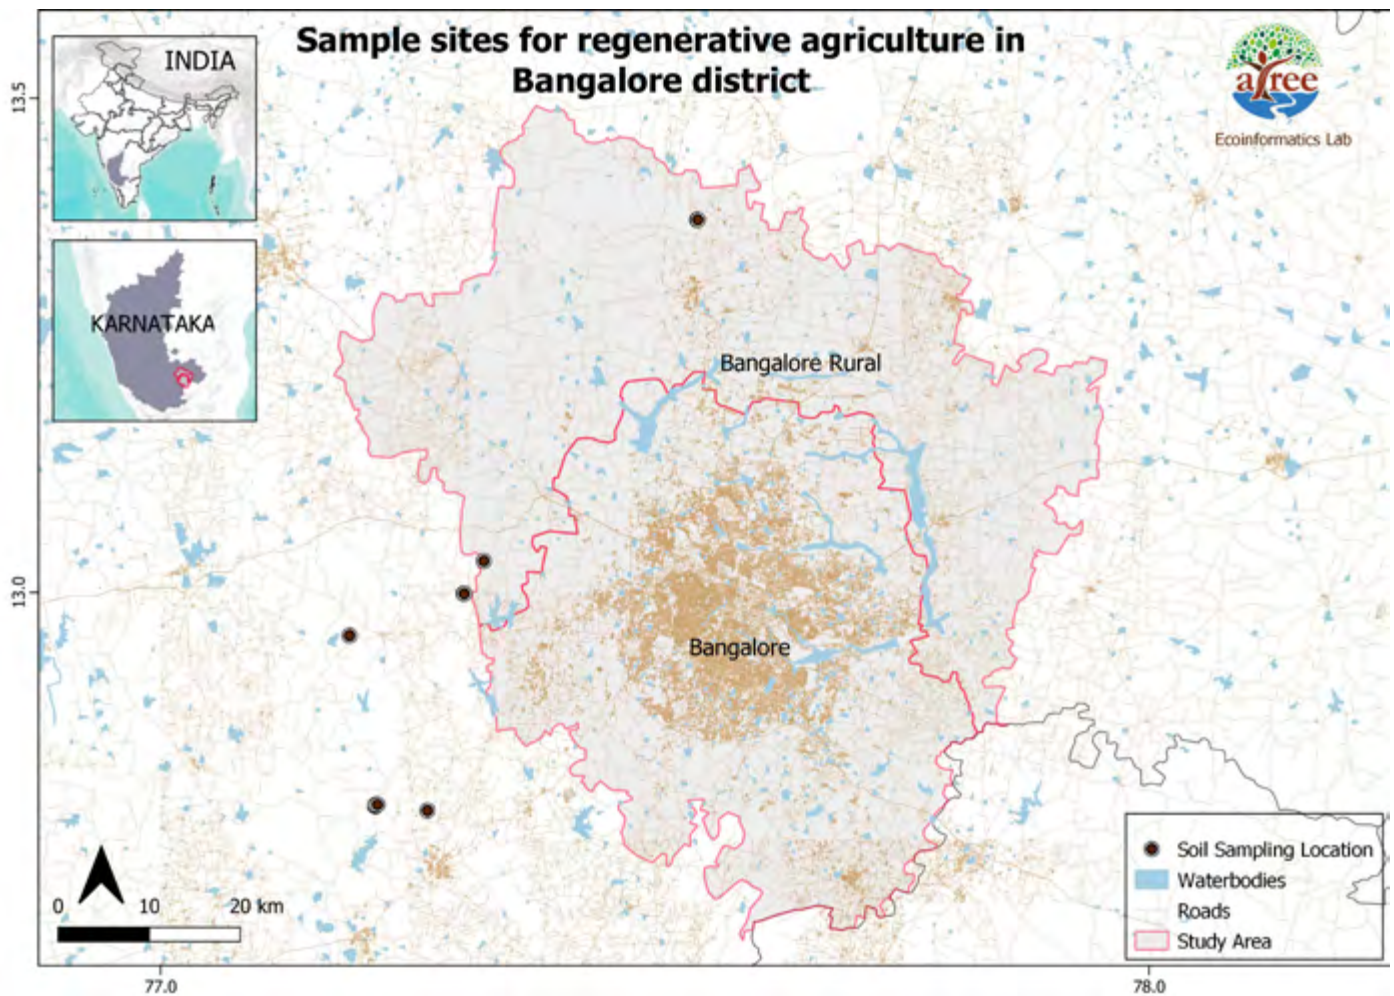 Sample sites for regenerative agriculture in
Bangalore district
INDIA
KARNATAKA
aTree
Ecoinformatics Lab
13.5
13.0
Bangalore Rural
Bangalore
0 10 20 km
Soil Sampling Location
Waterbodies
Roads
Study Area
77.0
78.0